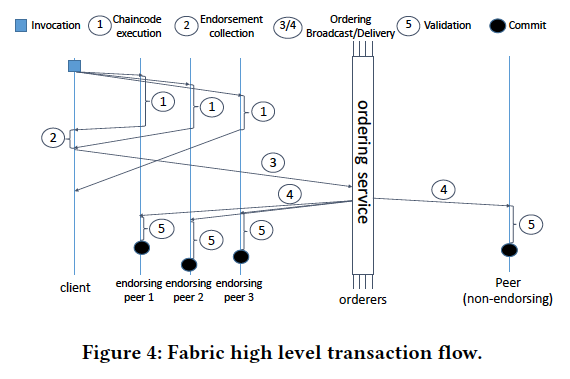 Invocation
1
Chaincode
execution
2
Endorsement
collection
3/4
Ordering
Broadcast/Delivery
5
Validation
Commit
1
1
1
2
3
4
4
5
5
5
5
ordering service
client
endorsing
peer 1
endorsing
peer 2
endorsing
peer 3
orderers
Peer
(non-endorsing)
Figure 4: Fabric high level transaction flow.